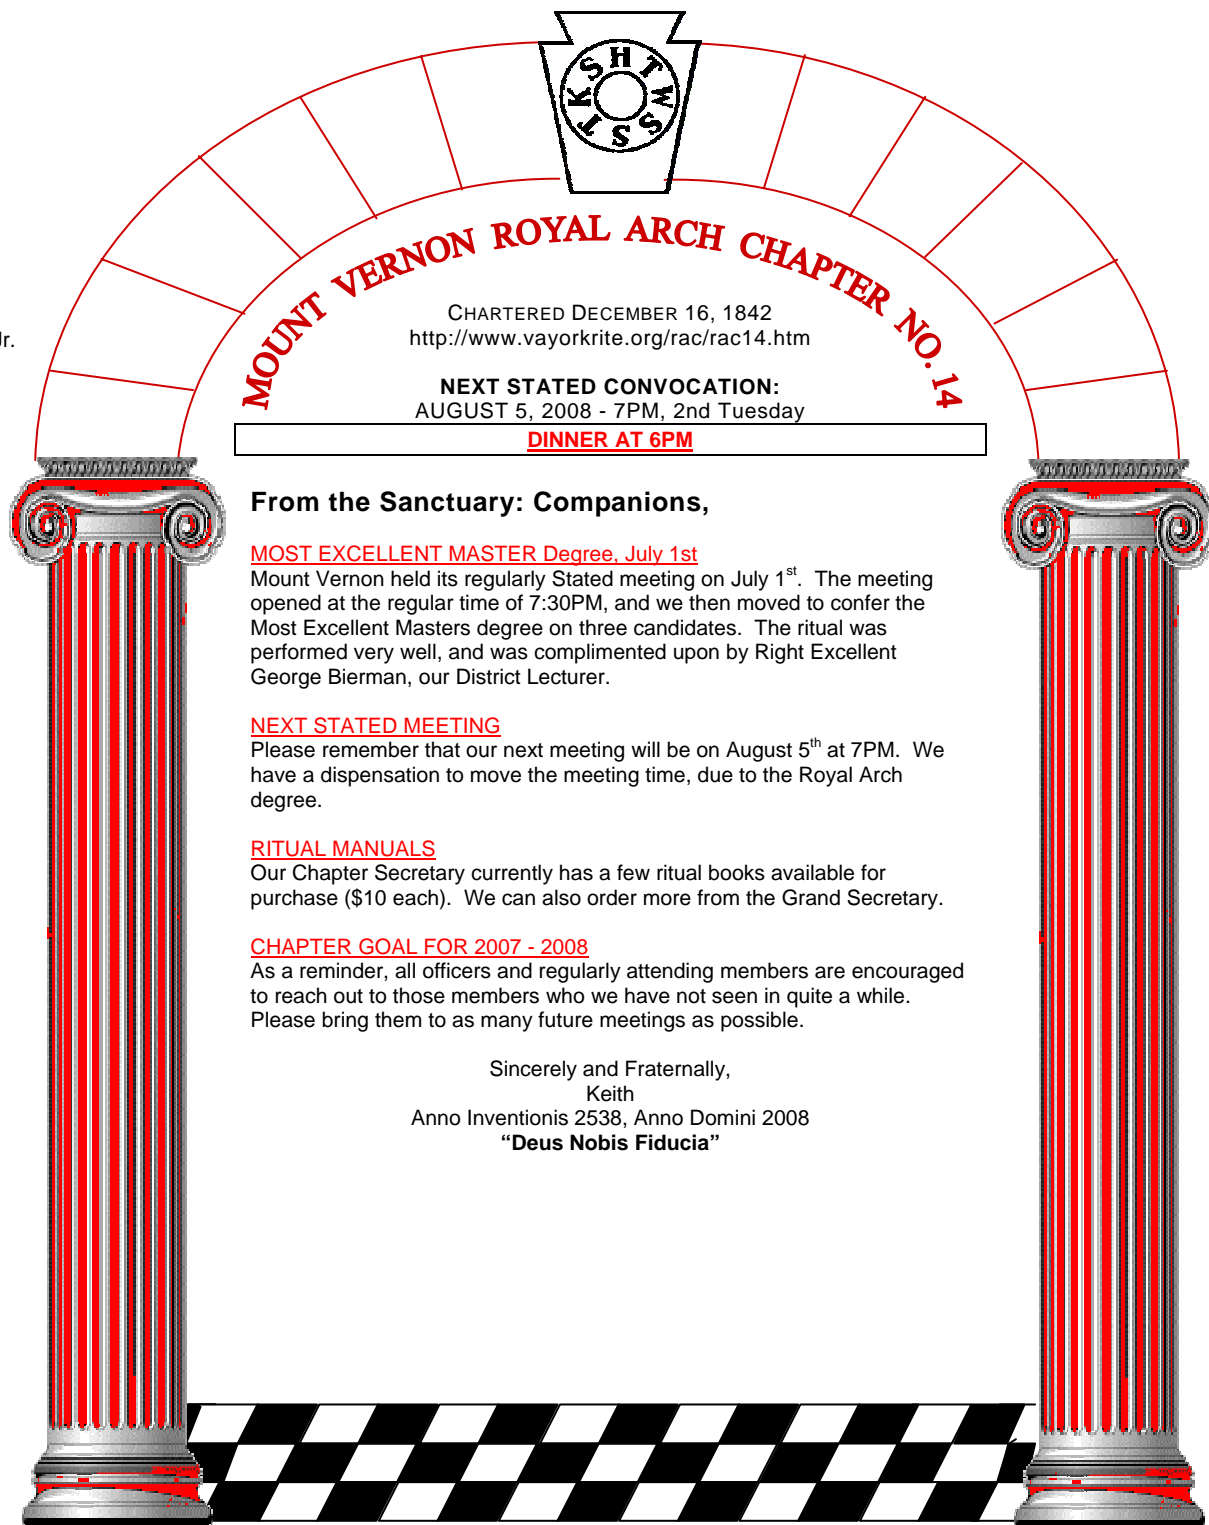 H T W S S T K S
MOUNT VERNON ROYAL ARCH CHAPTER NO. 14
CHARTERED DECEMBER 16, 1842
http://www.vayorkrite.org/rac/rac14.htm
Jr.
NEXT STATED CONVOCATION:
AUGUST 5, 2008 - 7PM, 2nd Tuesday
DINNER AT 6PM
From the Sanctuary: Companions,
MOST EXCELLENT MASTER Degree, July 1st
Mount Vernon held its regularly Stated meeting on July 1st. The meeting
opened at the regular time of 7:30PM, and we then moved to confer the
Most Excellent Masters degree on three candidates. The ritual was
performed very well, and was complimented upon by Right Excellent
George Bierman, our District Lecturer.
NEXT STATED MEETING
Please remember that our next meeting will be on August 5th at 7PM. We
have a dispensation to move the meeting time, due to the Royal Arch
degree.
RITUAL MANUALS
Our Chapter Secretary currently has a few ritual books available for
purchase ($10 each). We can also order more from the Grand Secretary.
CHAPTER GOAL FOR 2007 - 2008
As a reminder, all officers and regularly attending members are encouraged
to reach out to those members who we have not seen in quite a while.
Please bring them to as many future meetings as possible.
Sincerely and Fraternally,
Keith
Anno Inventionis 2538, Anno Domini 2008
“Deus Nobis Fiducia”